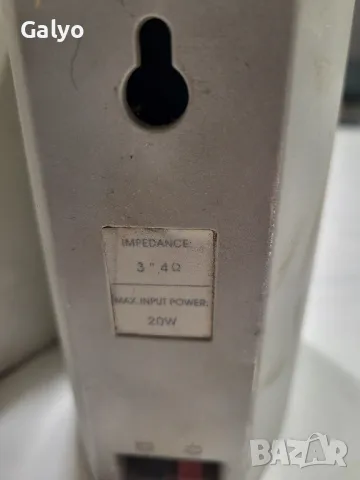 Galyo
IMPEDANCE:
3 ~ 4Ω
MAX.INPUT POWER:
20W
BAZAR